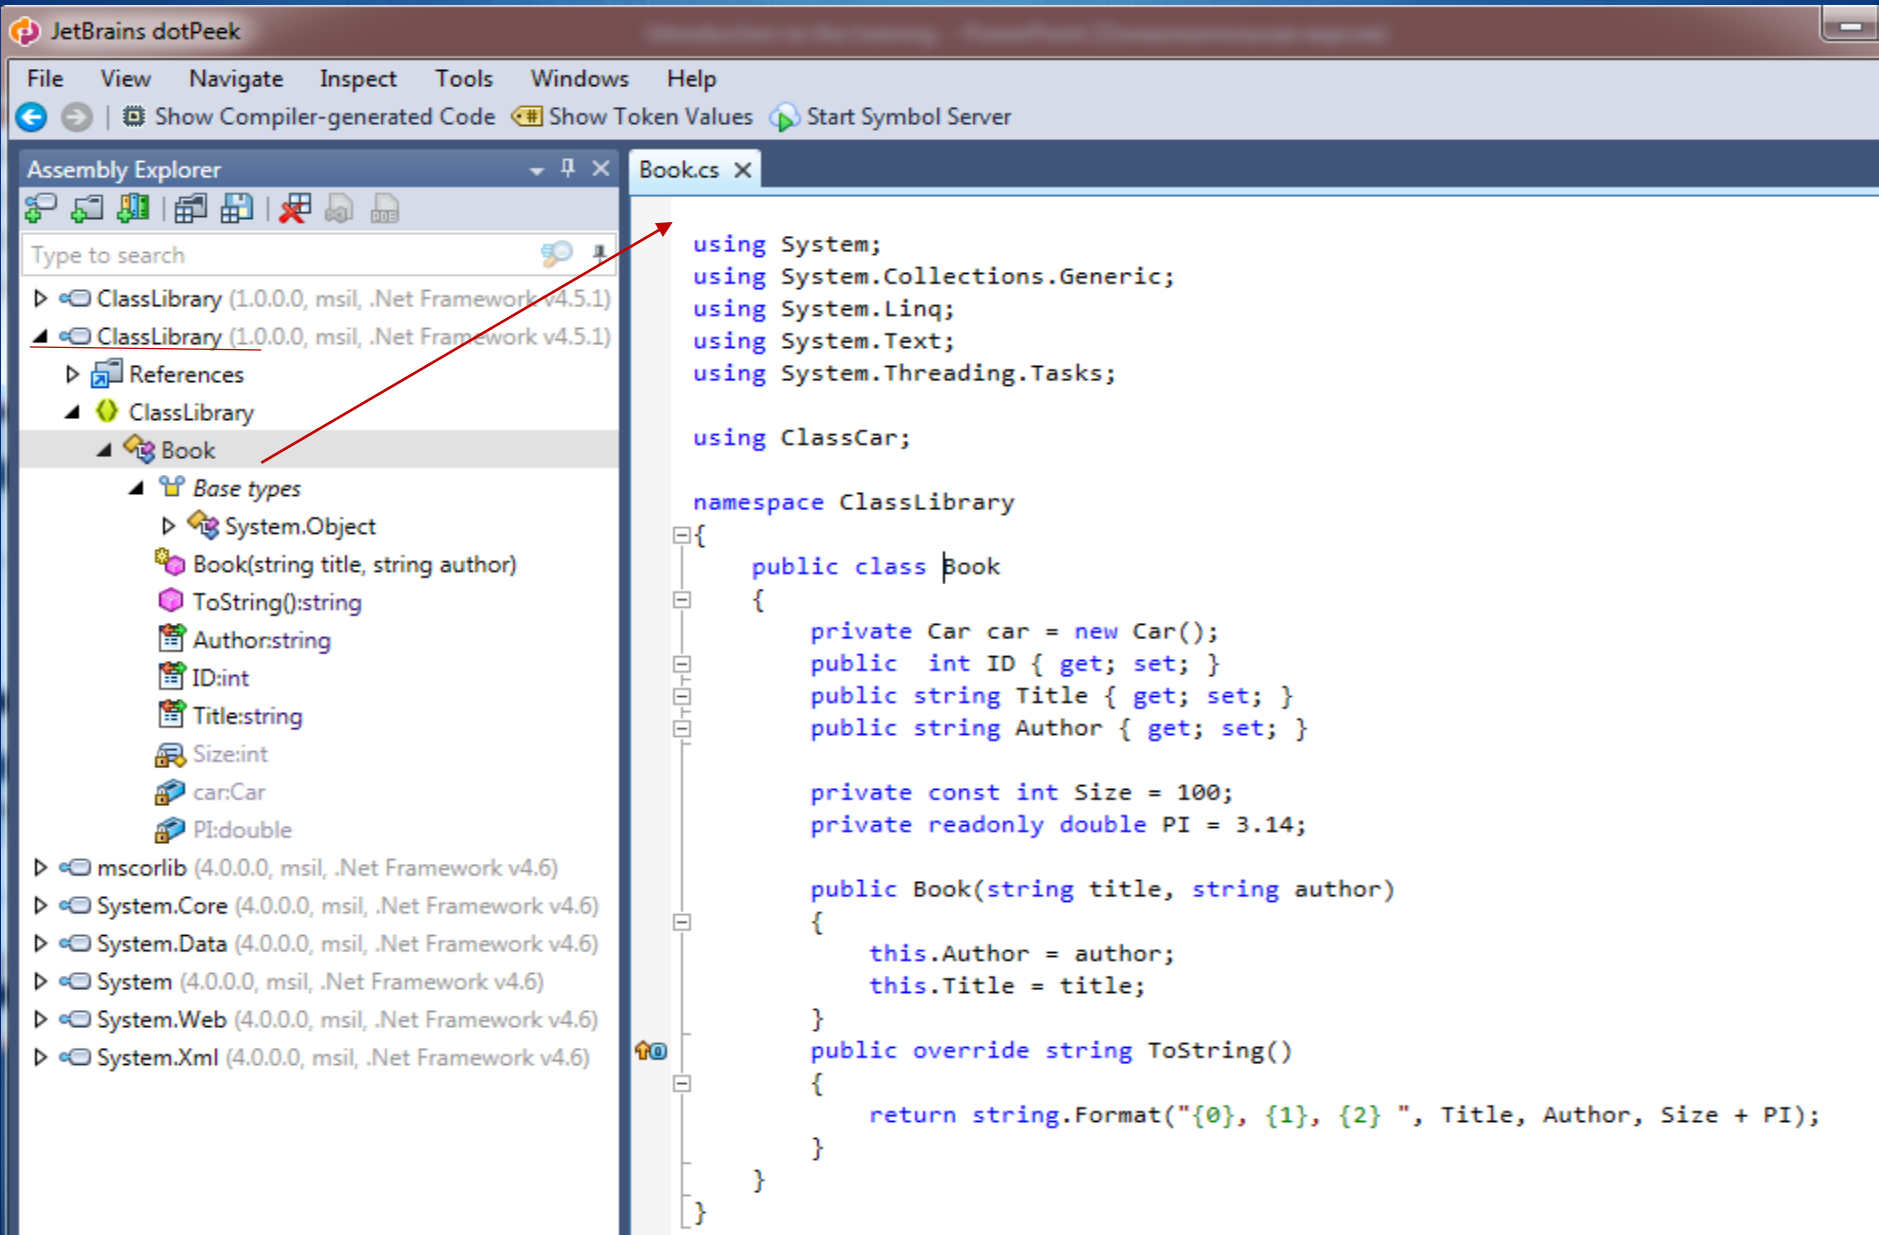 JetBrains dotPeek
File View Navigate Inspect Tools Windows Help
Show Compiler-generated Code Show Token Values Start Symbol Server
Assembly Explorer
Type to search
ClassLibrary (1.0.0.0, msil, .Net Framework v4.5.1)
ClassLibrary (1.0.0.0, msil, .Net Framework v4.5.1)
References
ClassLibrary
Book
Base types
System.Object
Book(string title, string author)
ToString():string
Author:string
ID:int
Title:string
Size:int
car:Car
PI:double
mscorlib (4.0.0.0, msil, .Net Framework v4.6)
System.Core (4.0.0.0, msil, .Net Framework v4.6)
System.Data (4.0.0.0, msil, .Net Framework v4.6)
System (4.0.0.0, msil, .Net Framework v4.6)
System.Web (4.0.0.0, msil, .Net Framework v4.6)
System.Xml (4.0.0.0, msil, .Net Framework v4.6)
Book.cs
using System;
using System.Collections.Generic;
using System.Linq;
using System.Text;
using System.Threading.Tasks;
using ClassCar;
namespace ClassLibrary
{
public class Book
{
private Car car = new Car();
public  int ID { get; set; }
public string Title { get; set; }
public string Author { get; set; }
private const int Size = 100;
private readonly double PI = 3.14;
public Book(string title, string author)
{
this.Author = author;
this.Title = title;
}
public override string ToString()
{
return string.Format("{0}, {1}, {2} ", Title, Author, Size + PI);
}
}
}